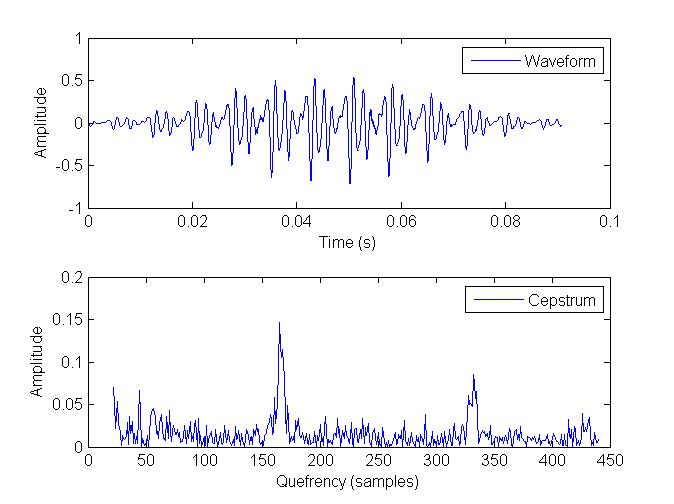 1
0.5
0
-0.5
-1
Amplitude
Waveform
0 0.02 0.04 0.06 0.08 0.1
Time (s)
0.2
0.15
0.1
0.05
0
Amplitude
Cepstrum
0 50 100 150 200 250 300 350 400 450
Quefrency (samples)